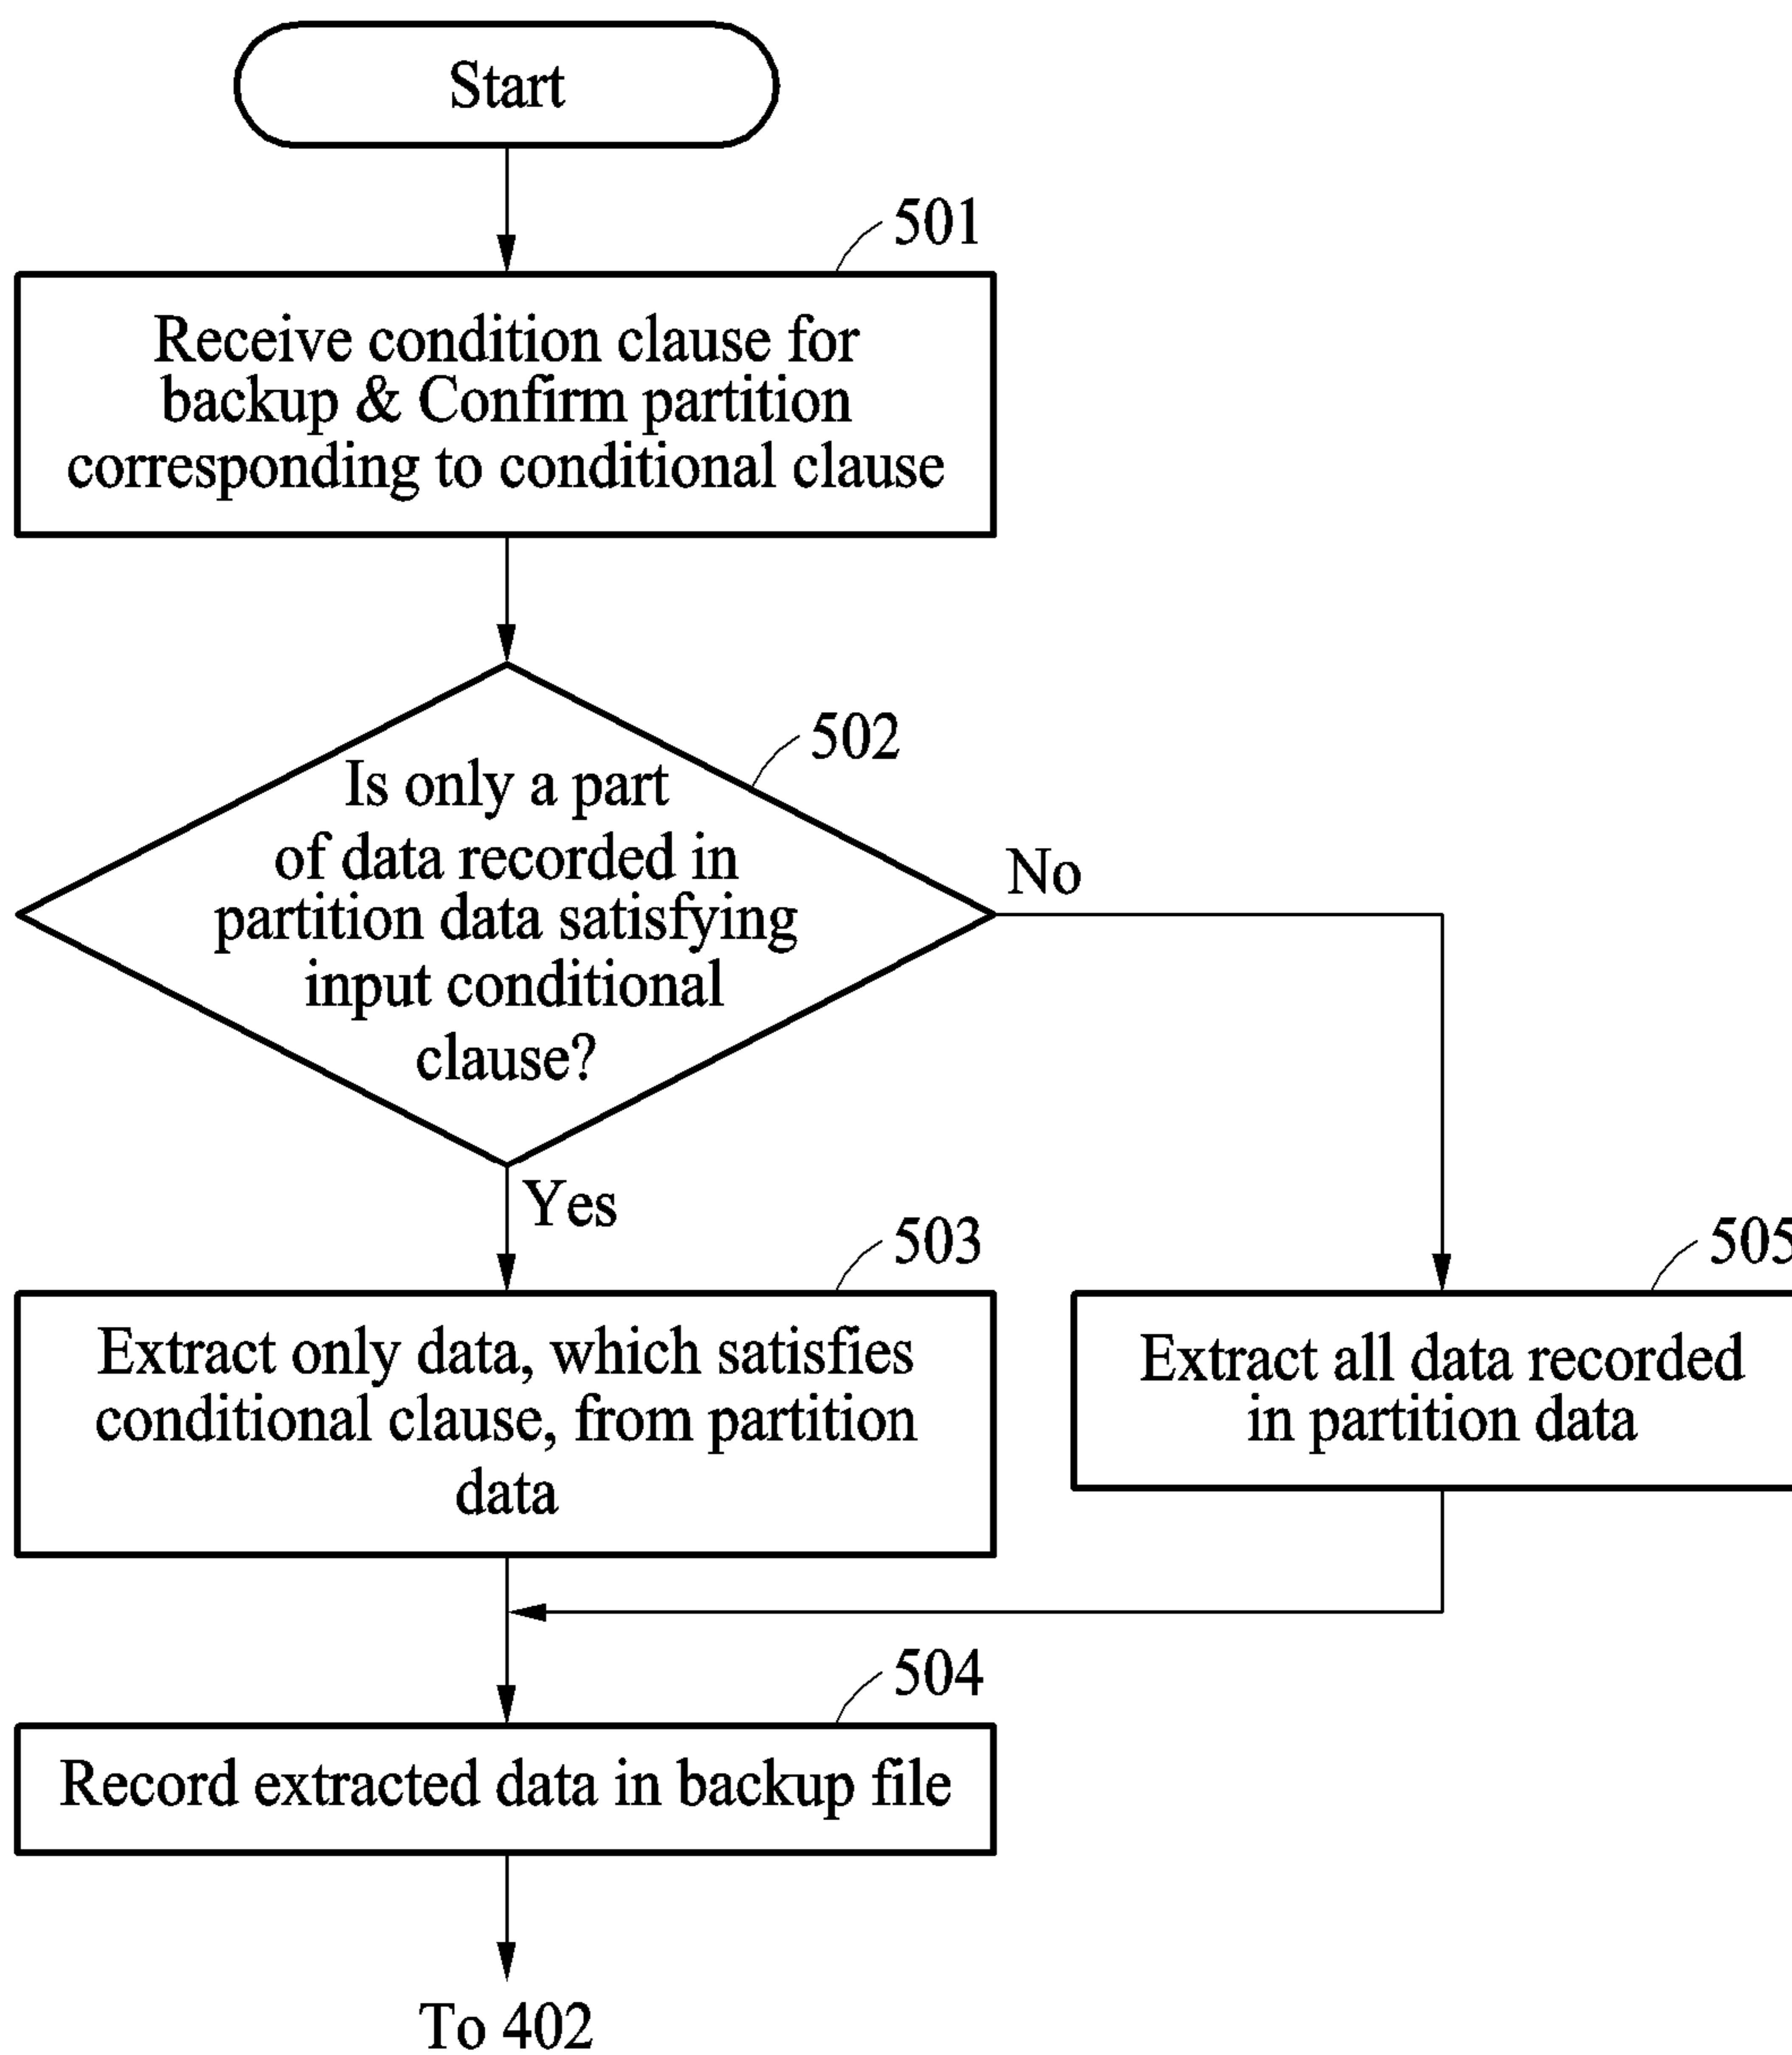 Start
501
Receive condition clause for
backup & Confirm partition
corresponding to conditional clause
502
Is only a part
of data recorded in
partition data satisfying
input conditional
clause?
No
Yes
503
Extract only data, which satisfies
conditional clause, from partition
data
505
Extract all data recorded
in partition data
504
Record extracted data in backup file
To 402